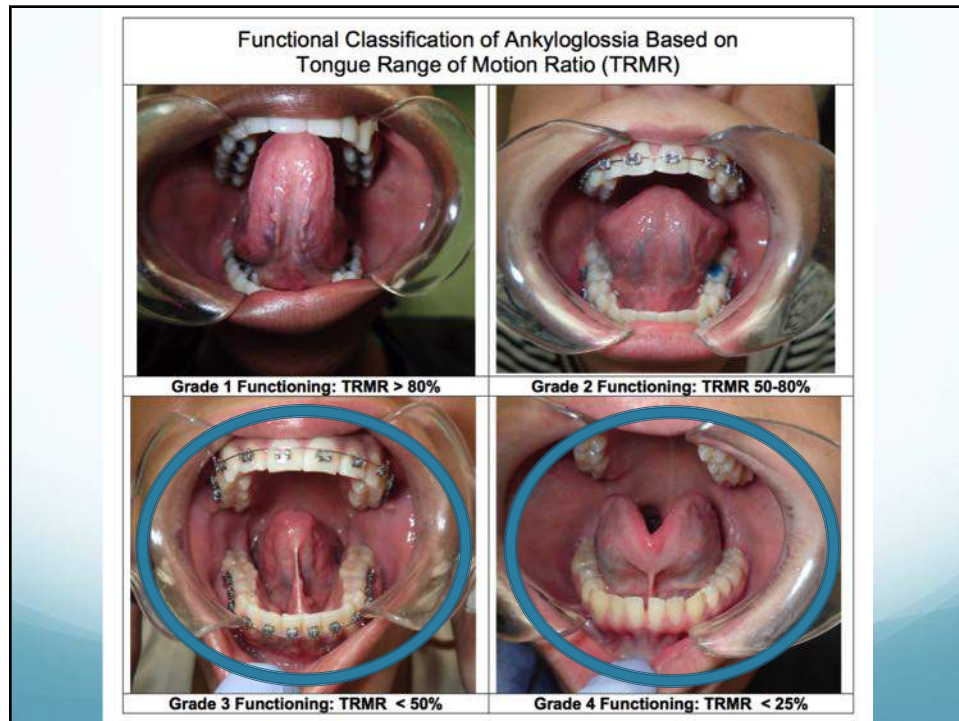 Functional Classification of Ankyloglossia Based on
Tongue Range of Motion Ratio (TRMR)
Grade 1 Functioning: TRMR > 80%
Grade 2 Functioning: TRMR 50-80%
Grade 3 Functioning: TRMR < 50%
Grade 4 Functioning: TRMR < 25%